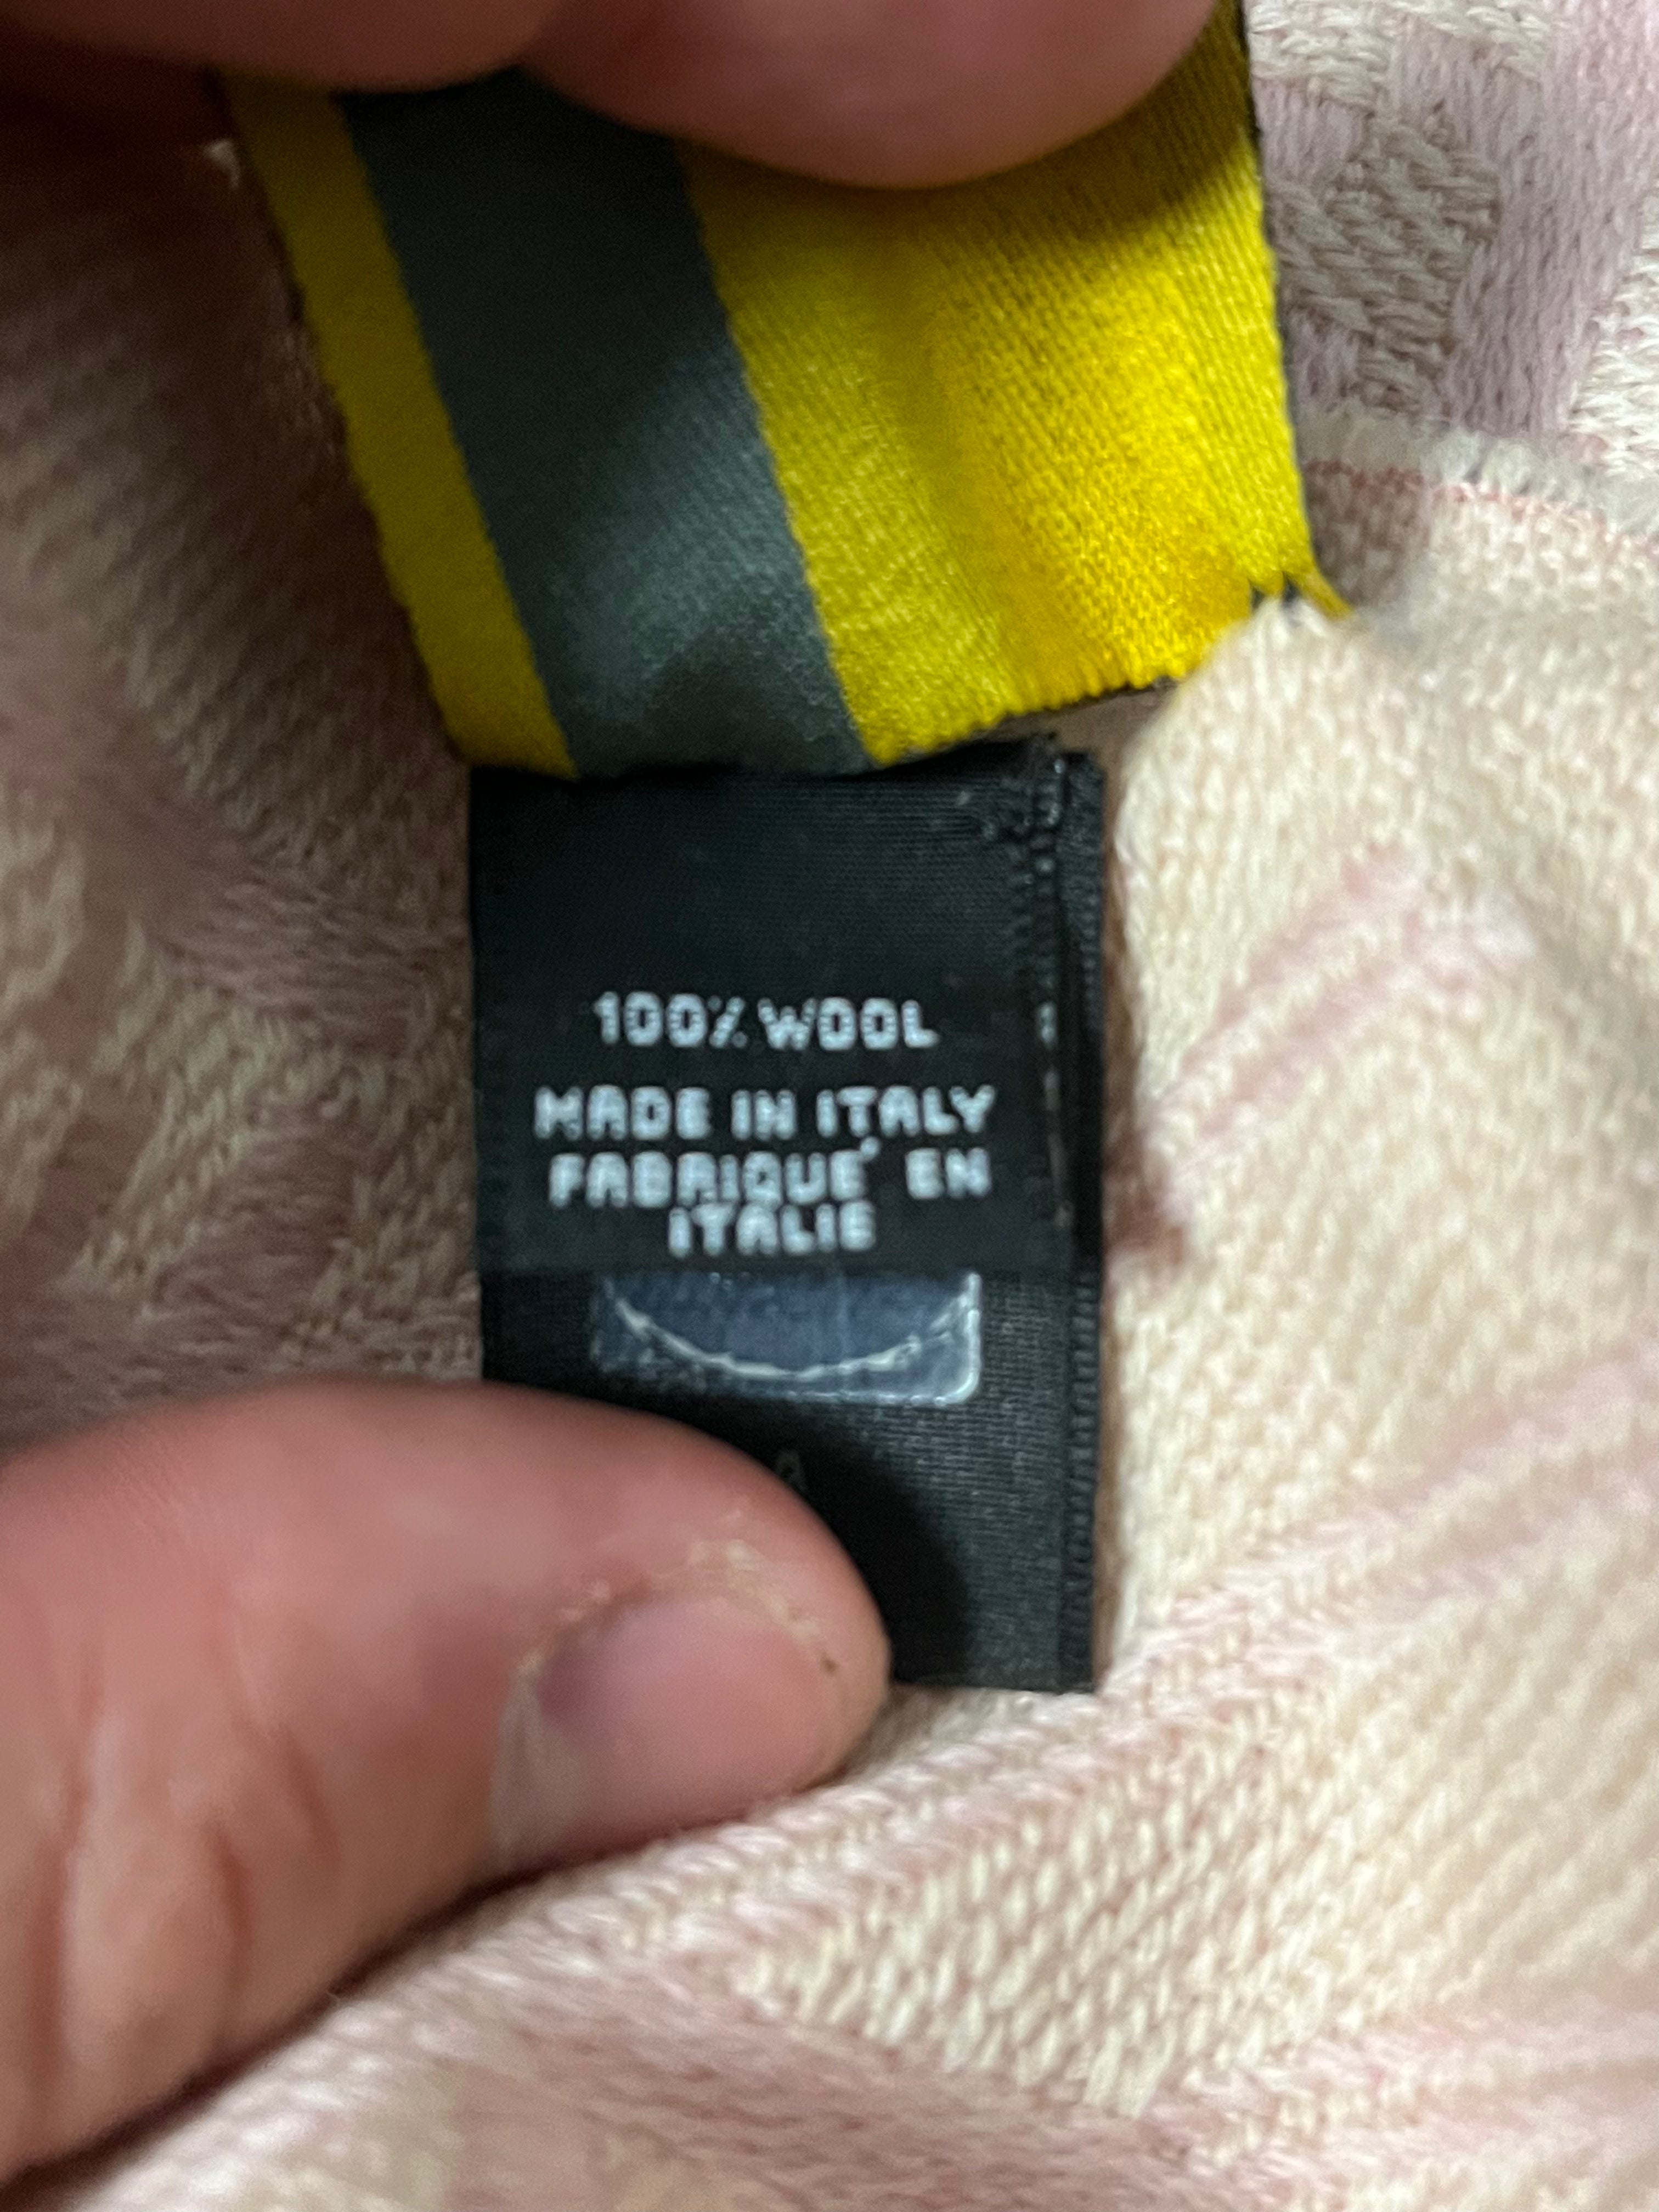 100% WOOL
MADE IN ITALY
FABRIQUE' EN
ITALIE
A